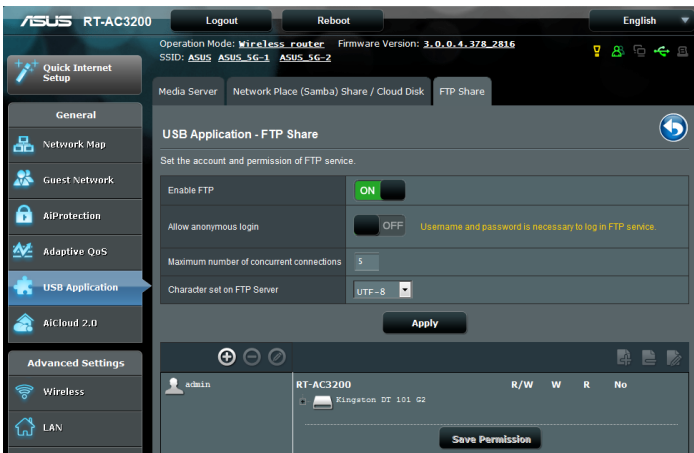 ASUS RT-AC3200 Logout Reboot English
Operation Mode: Wireless router Firmware Version: 3.0.0.4.378_2816
SSID: ASUS ASUS_5G-1 ASUS_5G-2
Quick Internet
Setup
General
Network Map
Guest Network
AiProtection
Adaptive QoS
USB Application
AiCloud 2.0
Advanced Settings
Wireless
LAN
Media Server Network Place (Samba) Share / Cloud Disk FTP Share
USB Application - FTP Share
Set the account and permission of FTP service.
Enable FTP ON
Allow anonymous login OFF Username and password is necessary to log in FTP service.
Maximum number of concurrent connections 5
Character set on FTP Server UTF-8
Apply
admin RT-AC3200 R/W W R No
Kingston DT 101 G2
Save Permission